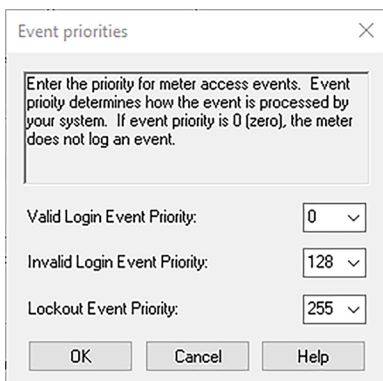 Event priorities
Enter the priority for meter access events. Event
prioity determines how the event is processed by
your system. If event priority is 0 (zero), the meter
does not log an event.
Valid Login Event Priority: 0
Invalid Login Event Priority: 128
Lockout Event Priority: 255
OK Cancel Help